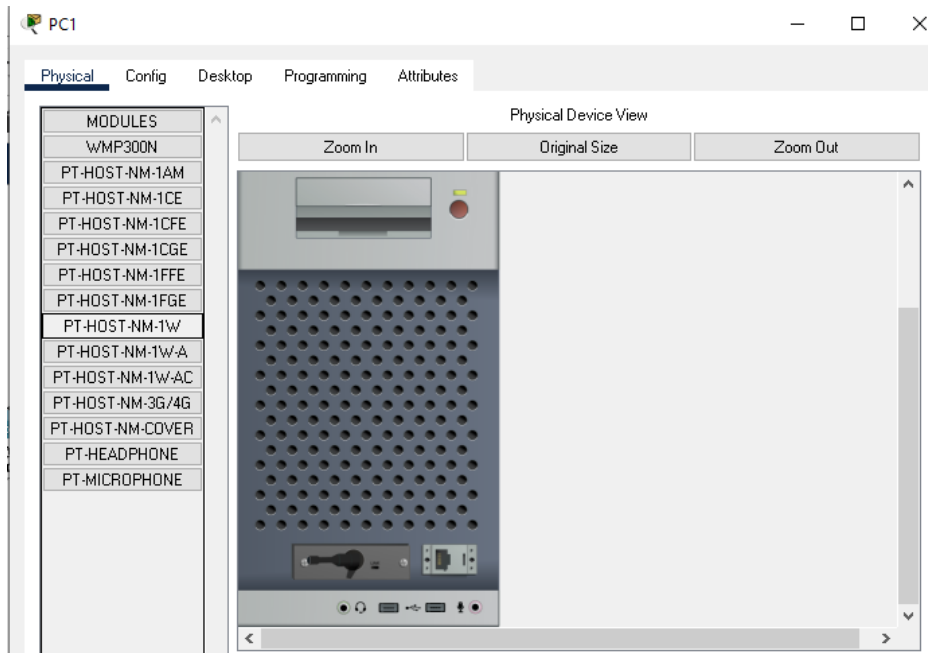 PC1
Physical Config Desktop Programming Attributes
MODULES
WMP300N
PT-HOST-NM-1AM
PT-HOST-NM-1CE
PT-HOST-NM-1CFE
PT-HOST-NM-1CGE
PT-HOST-NM-1FFE
PT-HOST-NM-1FGE
PT-HOST-NM-1W
PT-HOST-NM-1W-A
PT-HOST-NM-1W-AC
PT-HOST-NM-3G/4G
PT-HOST-NM-COVER
PT-HEADPHONE
PT-MICROPHONE
Physical Device View
Zoom In Original Size Zoom Out